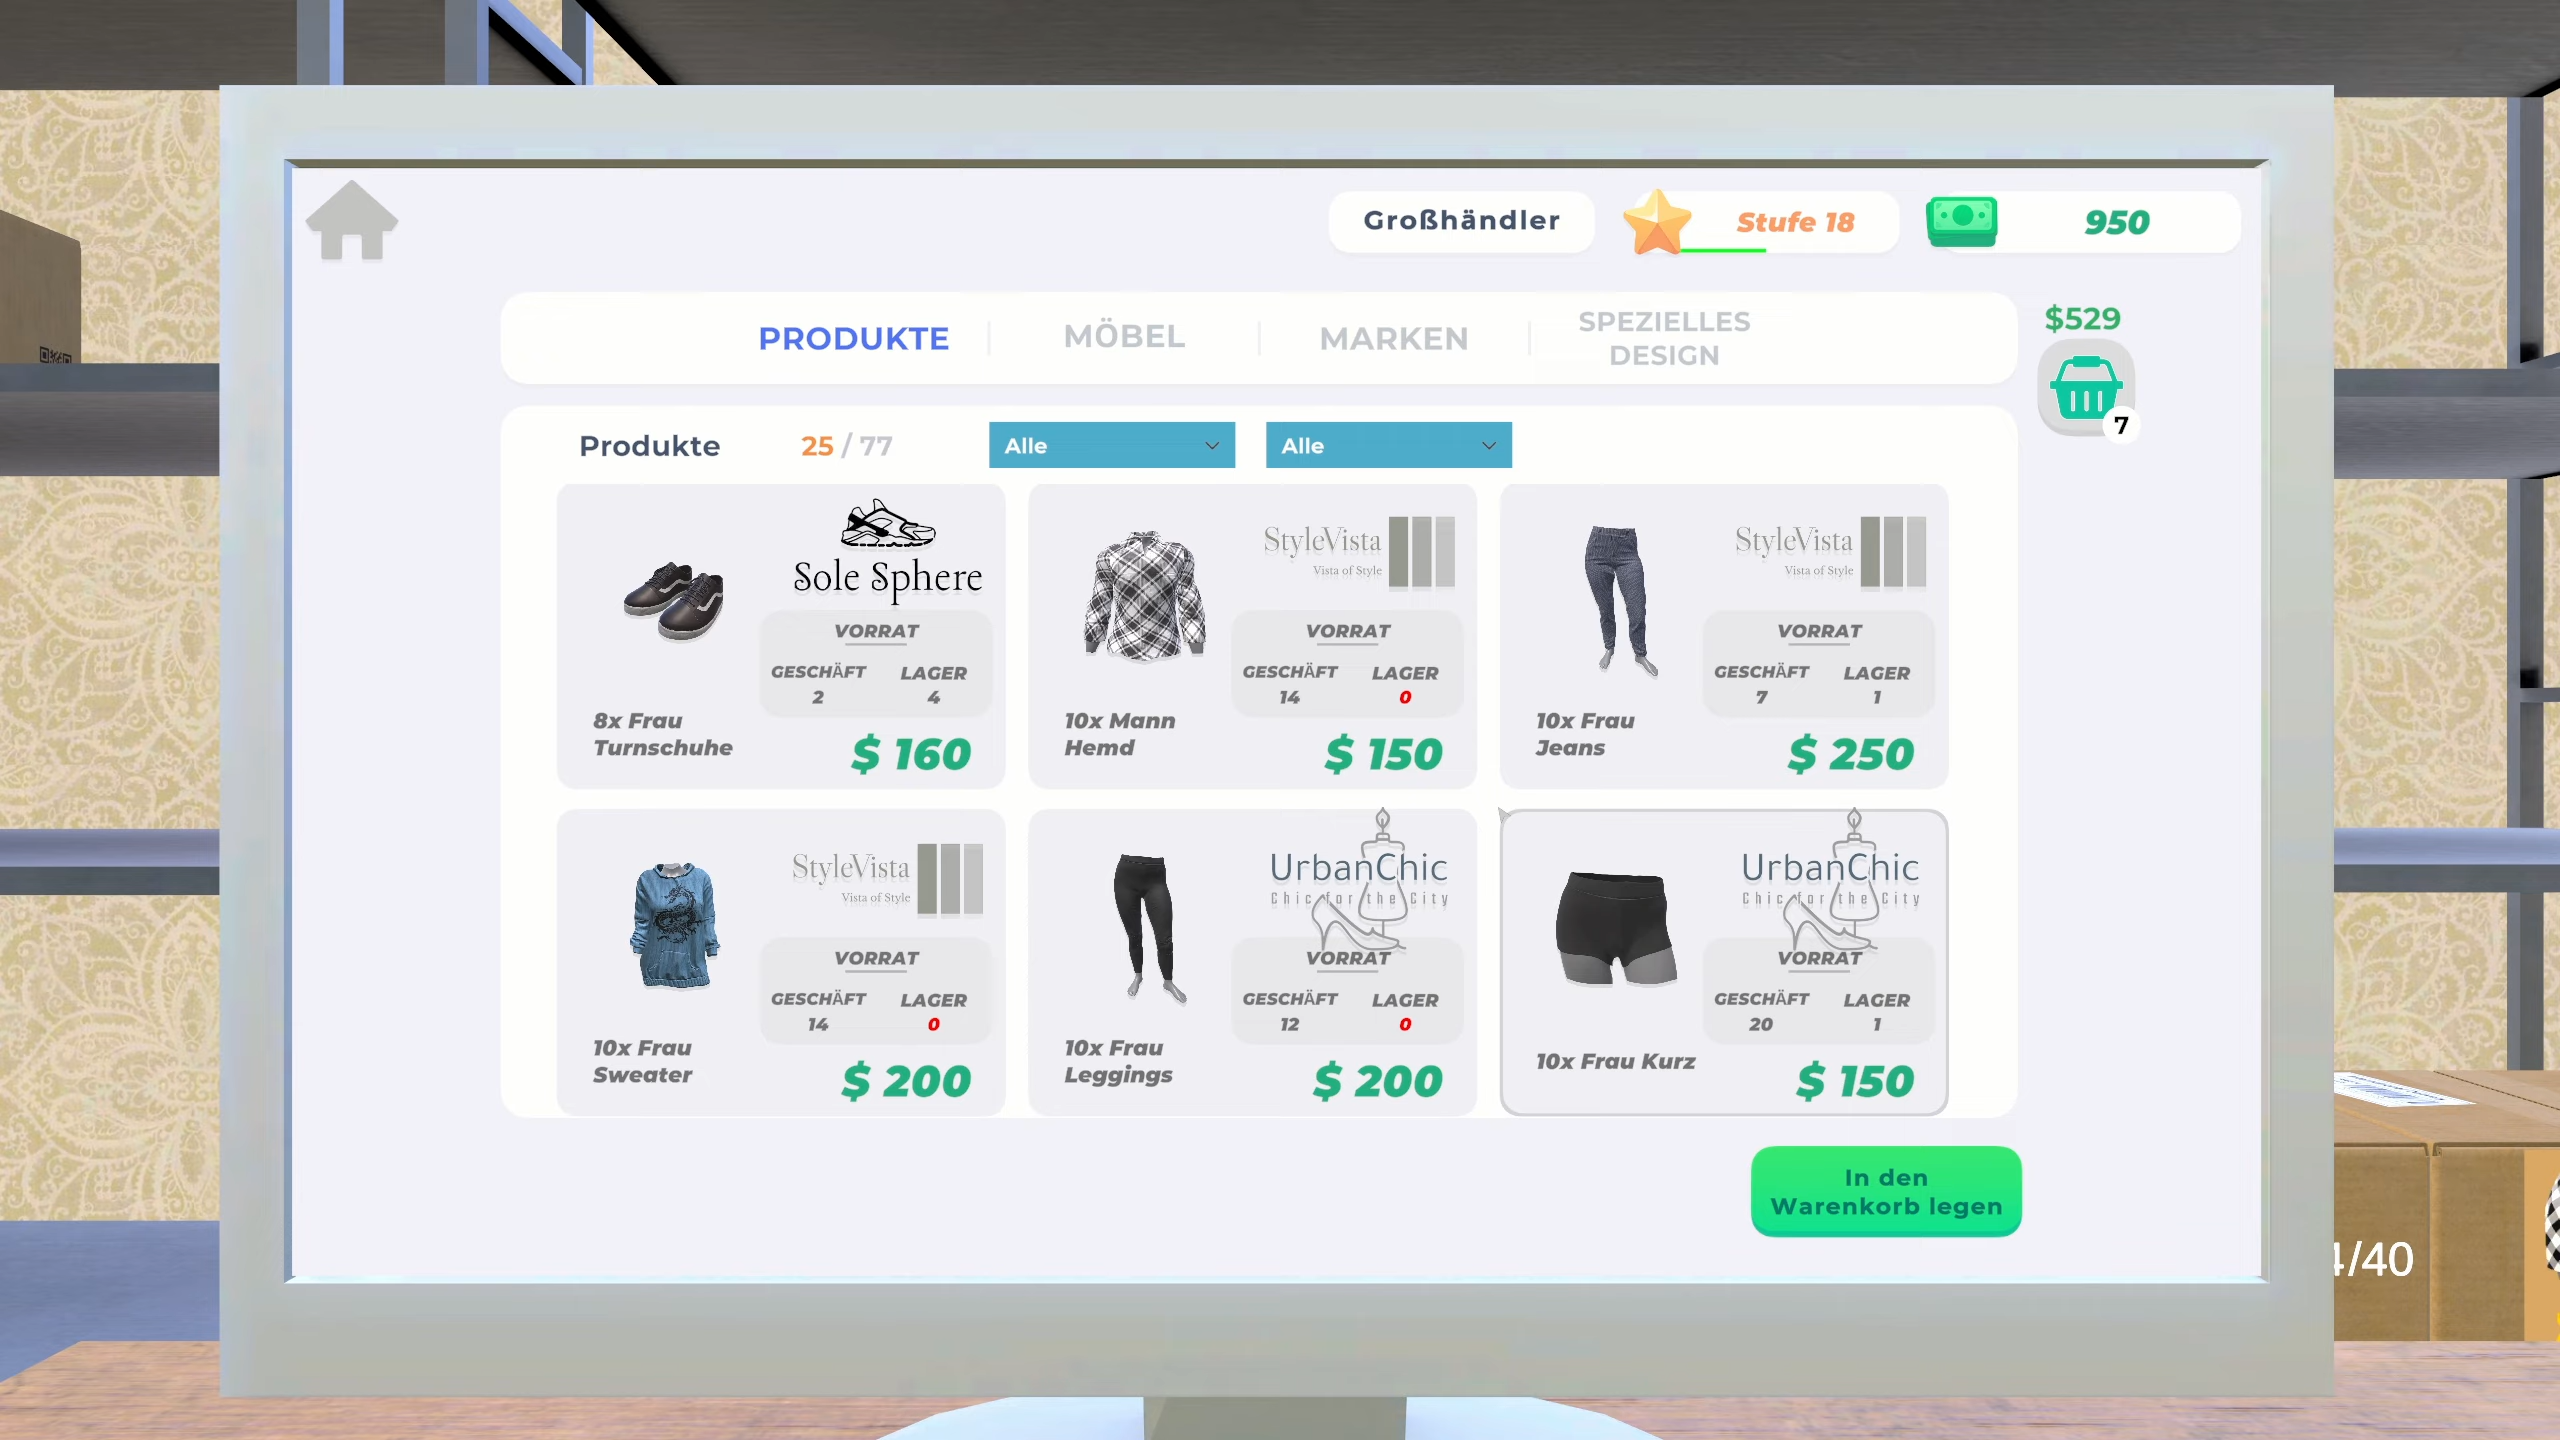 Großhändler
Stufe 18
950
PRODUKTE
MÖBEL
MARKEN
SPEZIELLES
DESIGN
$529
7
Produkte
25 / 77
Alle
Alle
Sole Sphere
VORRAT
GESCHÄFT LAGER
2 4
8x Frau
Turnschuhe
$ 160
StyleVista
Vista of Style
VORRAT
GESCHÄFT LAGER
14 0
10x Mann
Hemd
$ 150
StyleVista
Vista of Style
VORRAT
GESCHÄFT LAGER
7 1
10x Frau
Jeans
$ 250
StyleVista
Vista of Style
VORRAT
GESCHÄFT LAGER
14 0
10x Frau
Sweater
$ 200
UrbanChic
Chic for the City
VORRAT
GESCHÄFT LAGER
12 0
10x Frau
Leggings
$ 200
UrbanChic
Chic for the City
VORRAT
GESCHÄFT LAGER
20 1
10x Frau Kurz
$ 150
In den
Warenkorb legen
4/40